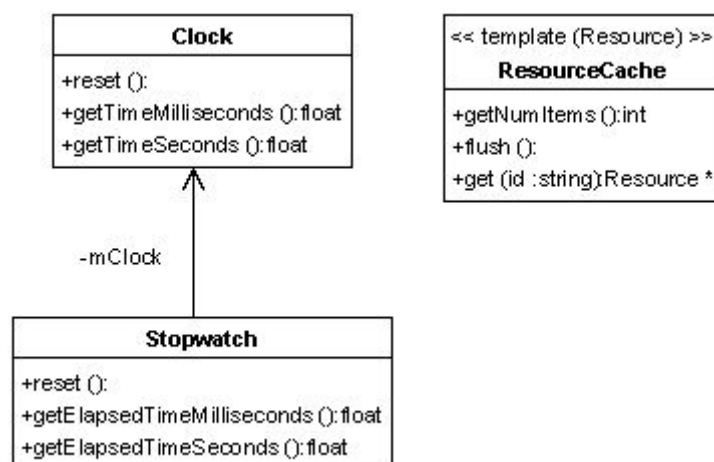 Clock
+reset ():
+getTimeMilliseconds ():float
+getTimeSeconds ():float
<< template (Resource) >>
ResourceCache
+getNumItems ():int
+flush ():
+get (id :string):Resource *
-mClock
Stopwatch
+reset ():
+getElapsedTimeMilliseconds ():float
+getElapsedTimeSeconds ():float